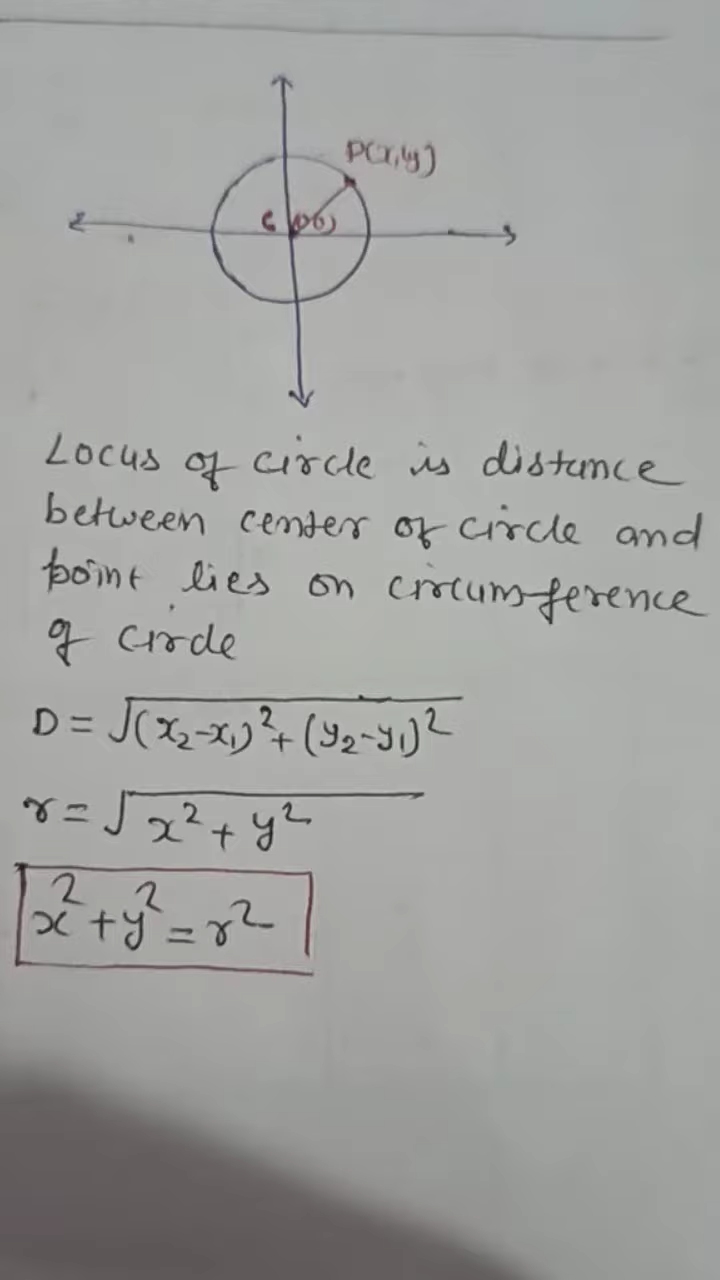 P(x,y)
C (0,0)
Locus of circle is distance
between center of circle and
point lies on circumference
of circle
D = √(x₂-x₁)² + (y₂-y₁)²
r = √x² + y²
x² + y² = r²